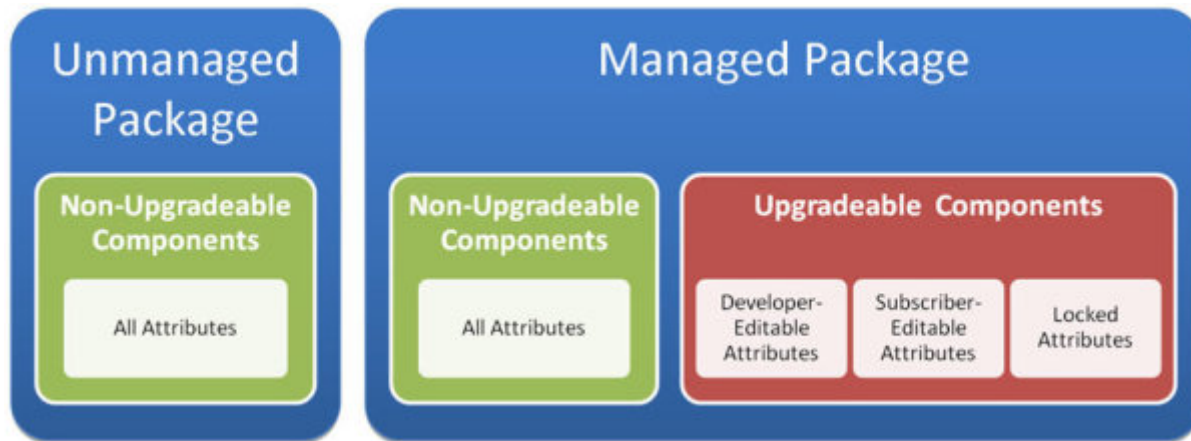 Unmanaged
Package
Non-Upgradeable
Components
All Attributes
Managed Package
Non-Upgradeable
Components
All Attributes
Upgradeable Components
Developer-
Editable
Attributes
Subscriber-
Editable
Attributes
Locked
Attributes